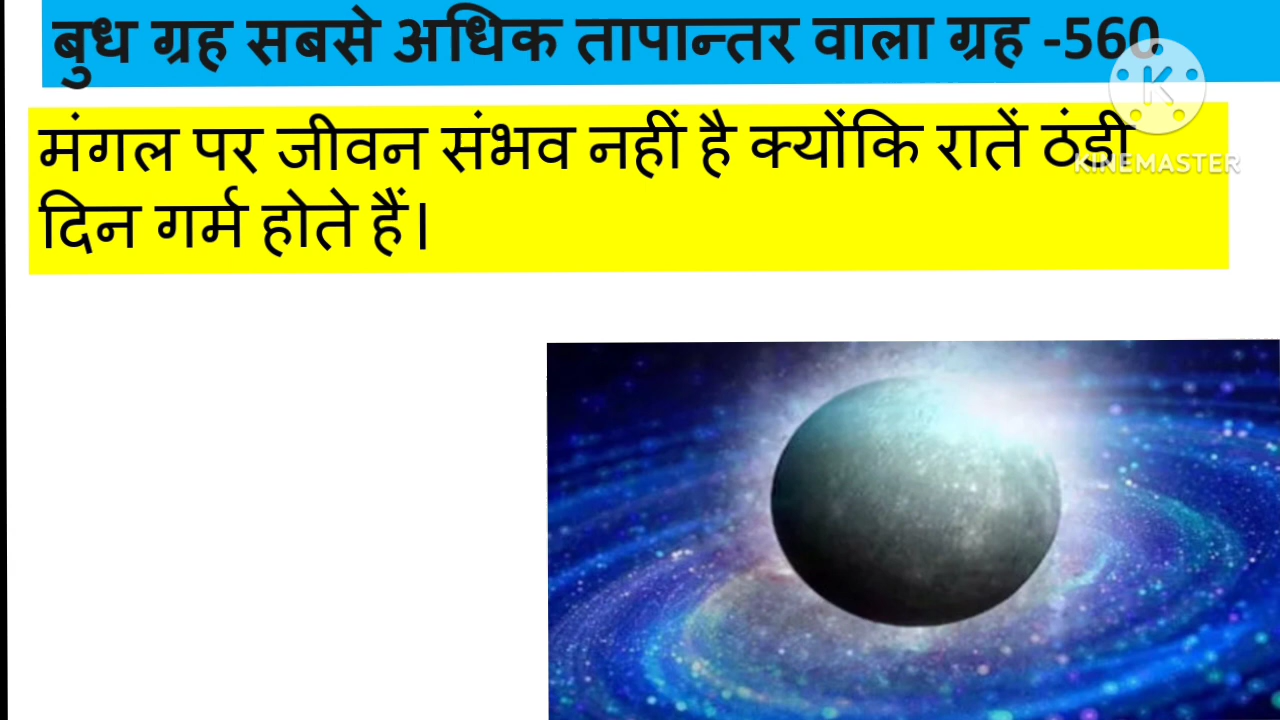 बुध ग्रह सबसे अधिक तापान्तर वाला ग्रह -560
मंगल पर जीवन संभव नहीं है क्योंकि रातें ठंडी
दिन गर्म होते हैं।
KINEMASTER